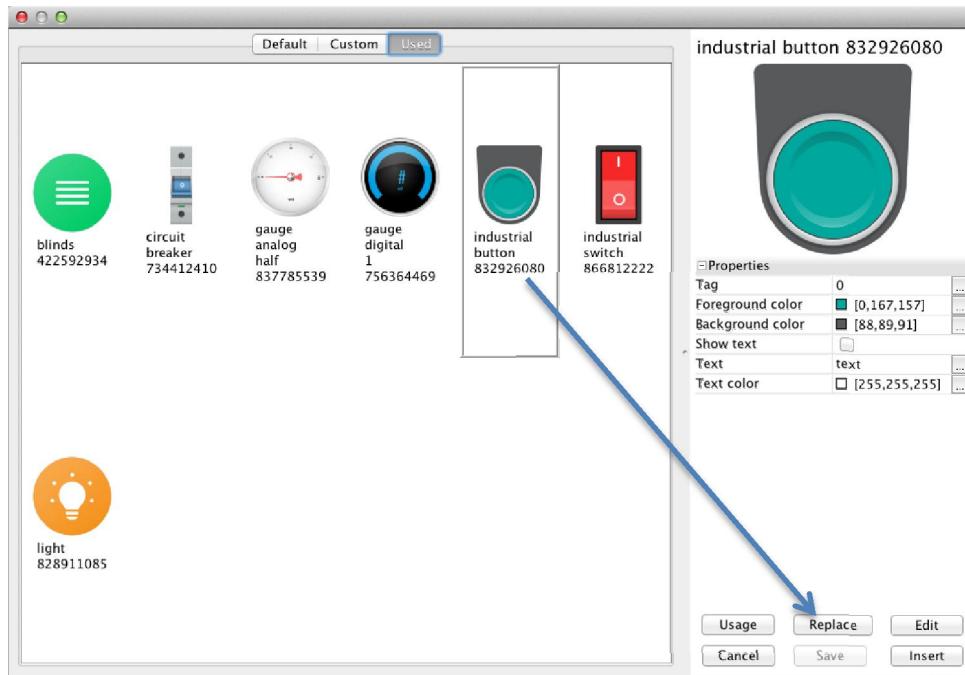 Default Custom Used
blinds
422592934
circuit
breaker
734412410
gauge
analog
half
837785539
gauge
digital
1
756364469
industrial
button
832926080
industrial
switch
866812222
light
828911085
industrial button 832926080
Properties
Tag 0 ...
Foreground color [0,167,157] ...
Background color [88,89,91] ...
Show text
Text text ...
Text color [255,255,255] ...
Usage Replace Edit
Cancel Save Insert